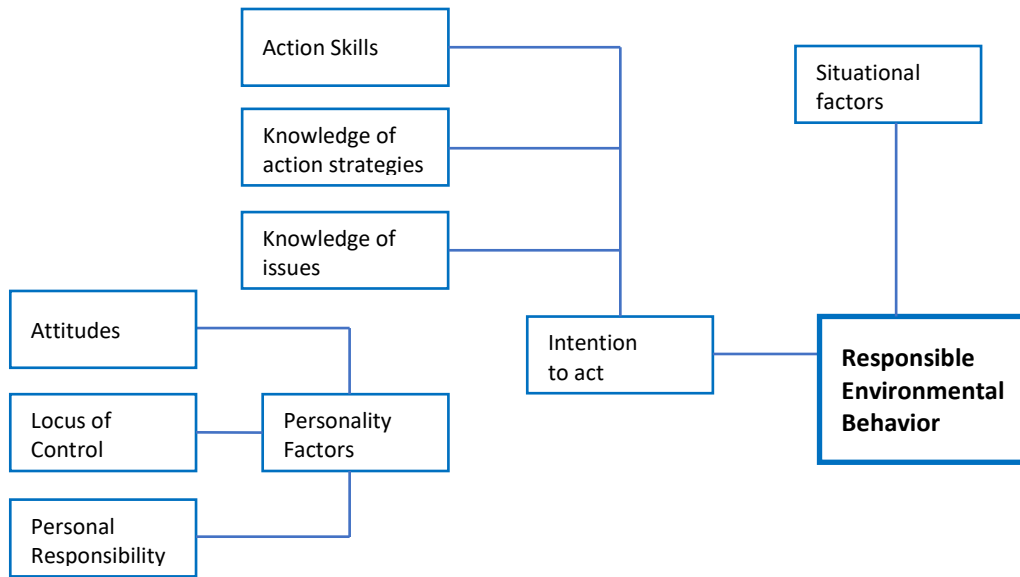 Action Skills
Situational
factors
Knowledge of
action strategies
Knowledge of
issues
Attitudes
Intention
to act
Responsible
Environmental
Behavior
Locus of
Control
Personality
Factors
Personal
Responsibility